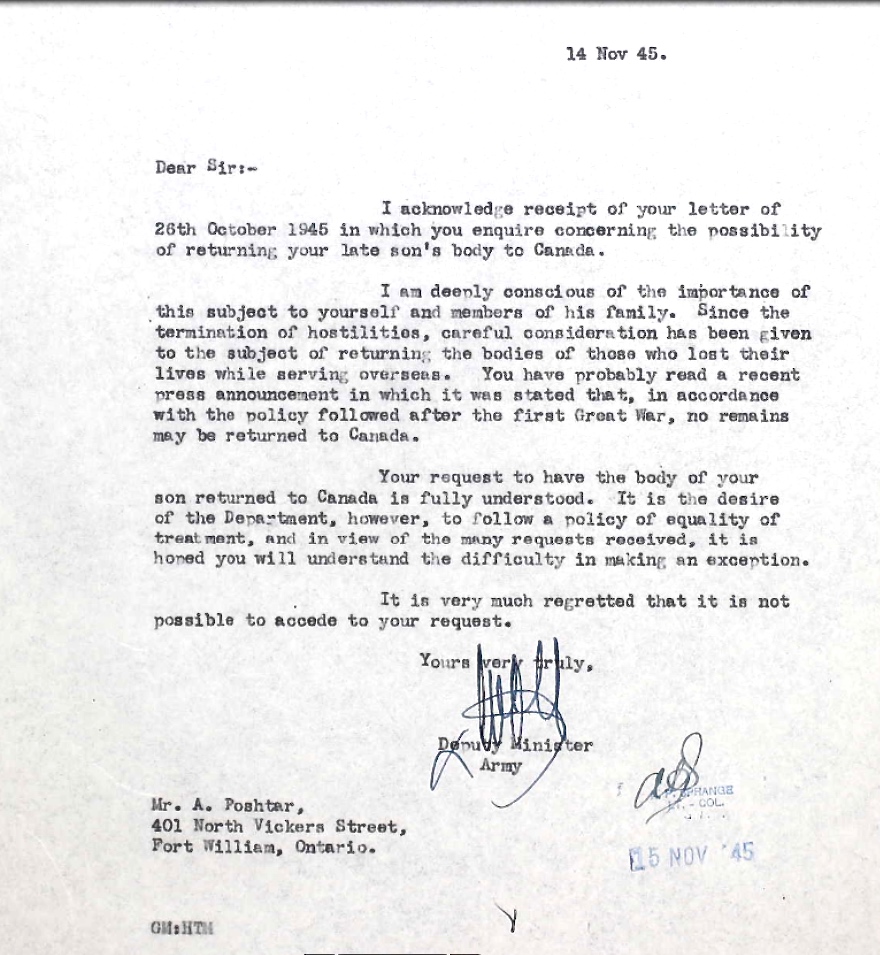 14 Nov 45.
Dear Sir:-
I acknowledge receipt of your letter of
26th October 1945 in which you enquire concerning the possibility
of returning your late son's body to Canada.
I am deeply conscious of the importance of
this subject to yourself and members of his family. Since the
termination of hostilities, careful consideration has been given
to the subject of returning the bodies of those who lost their
lives while serving overseas. You have probably read a recent
press announcement in which it was stated that, in accordance
with the policy followed after the first Great War, no remains
may be returned to Canada.
Your request to have the body of your
son returned to Canada is fully understood. It is the desire
of the Department, however, to follow a policy of equality of
treatment, and in view of the many requests received, it is
hoped you will understand the difficulty in making an exception.
It is very much regretted that it is not
possible to accede to your request.
Yours very truly,
Deputy Minister
Army
Mr. A. Poshtar,
401 North Vickers Street,
Fort William, Ontario.
LT. - COL.
15 NOV '45
GM:HTM